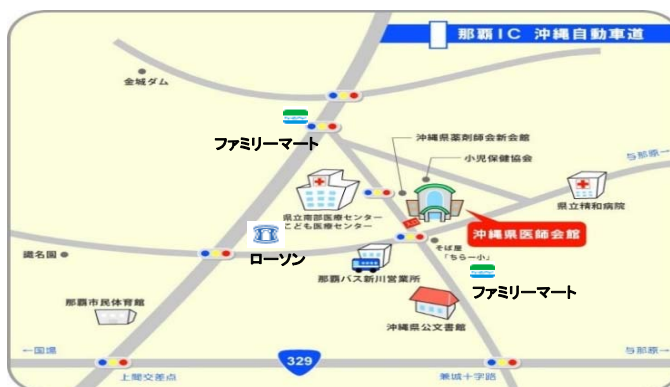 那覇IC 沖縄自動車道
金城ダム
ファミリーマート
沖縄県薬剤師会新会館
小児保健協会
与那原→
県立南部医療センター
こども医療センター
県立精和病院
沖縄県医師会館
識名園
ローソン
そば屋
「ちらー小」
那覇バス新川営業所
ファミリーマート
那覇市民体育館
沖縄県公文書館
←国場
329
与那原→
上間交差点
兼城十字路